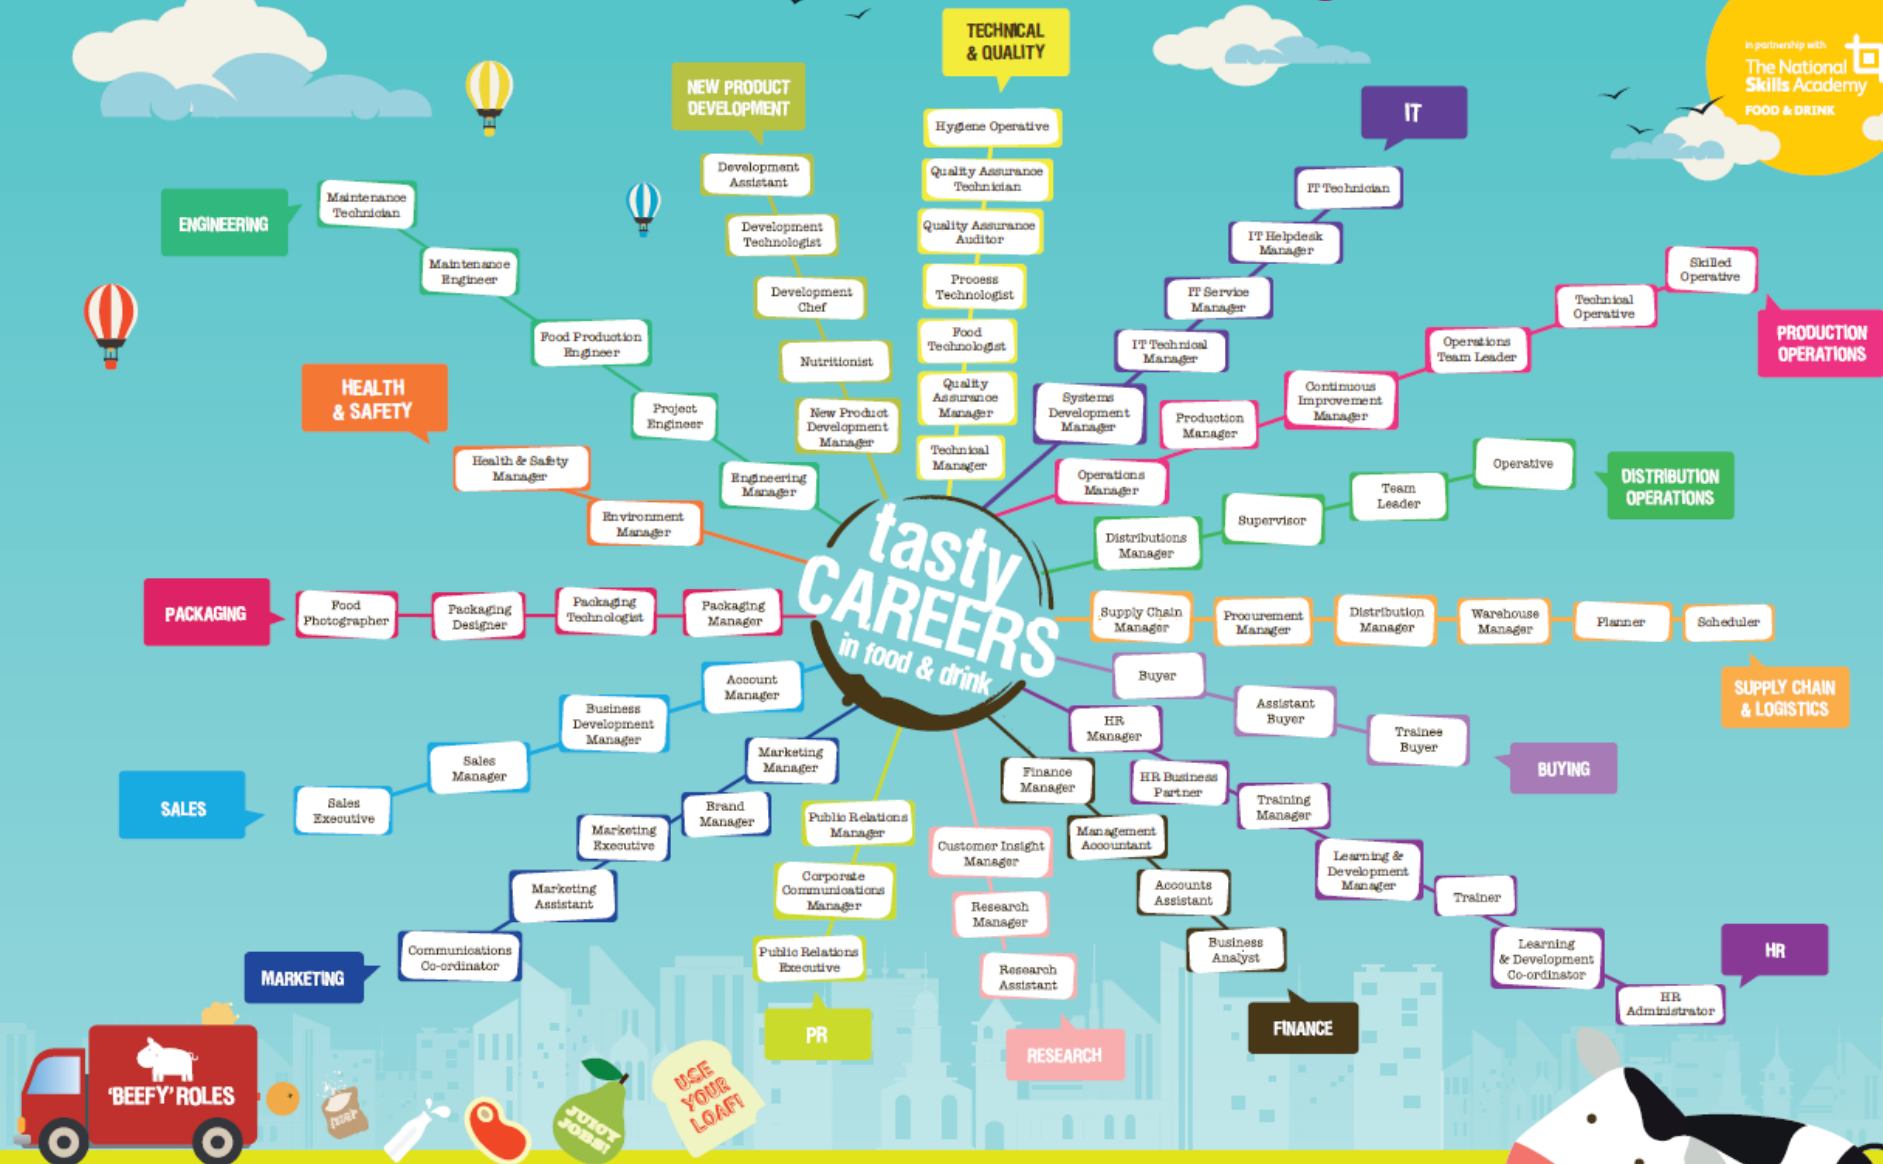 TECHNICAL
& QUALITY
Hygiene Operative
Quality Assurance
Technician
Quality Assurance
Auditor
Process
Technologist
Food
Technologist
Quality
Assurance
Manager
Technical
Manager
NEW PRODUCT
DEVELOPMENT
Development
Assistant
Development
Technologist
Development
Chef
Nutritionist
New Product
Development
Manager
IT
IT Technician
IT Helpdesk
Manager
IT Service
Manager
IT Technical
Manager
Systems
Development
Manager
in partnership with
The National
Skills Academy
FOOD & DRINK
ENGINEERING
Maintenance
Technician
Maintenance
Engineer
Food Production
Engineer
Project
Engineer
Engineering
Manager
PRODUCTION
OPERATIONS
Skilled
Operative
Technical
Operative
Operations
Team Leader
Continuous
Improvement
Manager
Production
Manager
Operations
Manager
HEALTH
& SAFETY
Health & Safety
Manager
Environment
Manager
DISTRIBUTION
OPERATIONS
Operative
Team
Leader
Supervisor
Distributions
Manager
tasty
CAREERS
in food & drink
PACKAGING
Food
Photographer
Packaging
Designer
Packaging
Technologist
Packaging
Manager
Supply Chain
Manager
Procurement
Manager
Distribution
Manager
Warehouse
Manager
Planner
Scheduler
SUPPLY CHAIN
& LOGISTICS
SALES
Sales
Executive
Sales
Manager
Business
Development
Manager
Account
Manager
Buyer
Assistant
Buyer
Trainee
Buyer
BUYING
MARKETING
Communications
Co-ordinator
Marketing
Assistant
Marketing
Executive
Brand
Manager
Marketing
Manager
Public Relations
Manager
Corporate
Communications
Manager
Public Relations
Executive
PR
Customer Insight
Manager
Research
Manager
Research
Assistant
RESEARCH
Finance
Manager
Management
Accountant
Accounts
Assistant
Business
Analyst
FINANCE
HR
Manager
HR Business
Partner
Training
Manager
Learning &
Development
Manager
Trainer
Learning
& Development
Co-ordinator
HR
Administrator
HR
'BEEFY' ROLES
JUICY
JOBS!
USE
YOUR
LOAF!